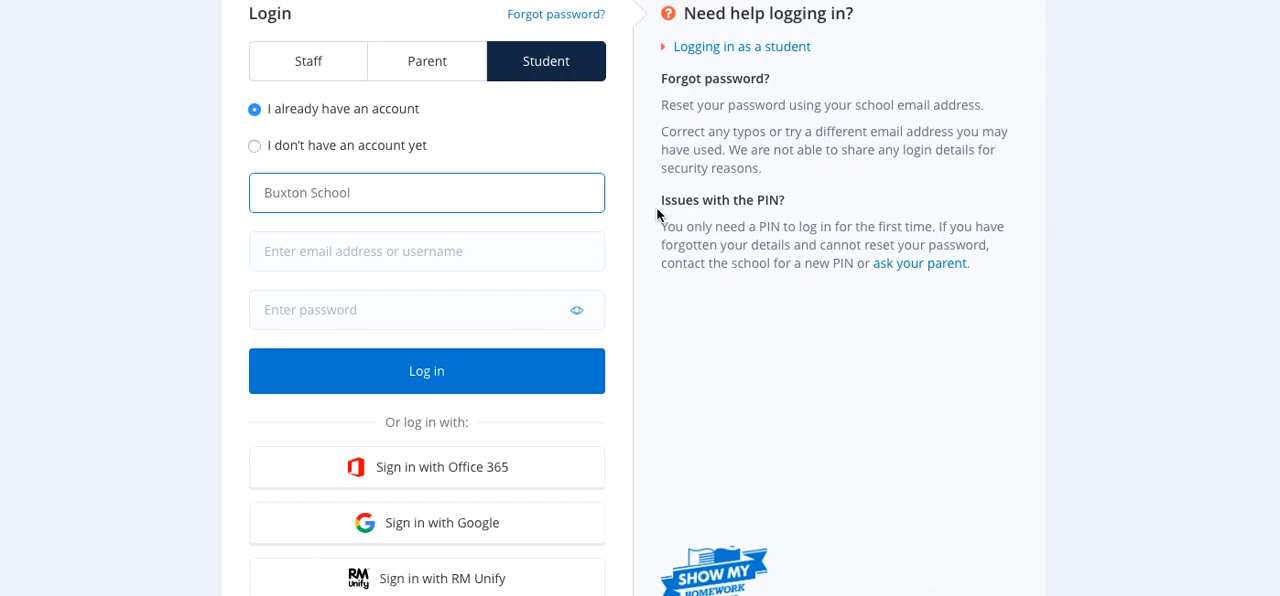 Login
Forgot password?
Staff
Parent
Student
I already have an account
I don't have an account yet
Buxton School
Enter email address or username
Enter password
Log in
Or log in with:
Sign in with Office 365
Sign in with Google
RM
Unify
Sign in with RM Unify
? Need help logging in?
Logging in as a student
Forgot password?
Reset your password using your school email address.
Correct any typos or try a different email address you may
have used. We are not able to share any login details for
security reasons.
Issues with the PIN?
You only need a PIN to log in for the first time. If you have
forgotten your details and cannot reset your password,
contact the school for a new PIN or ask your parent.
SHOW MY
HOMEWORK